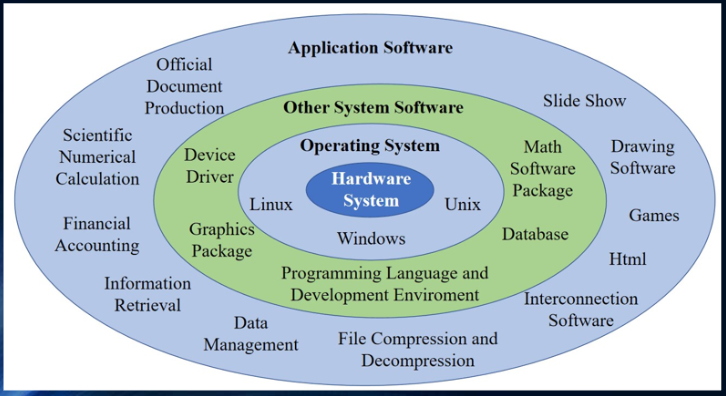 Application Software
Official
Document
Production
Slide Show
Other System Software
Scientific
Numerical
Calculation
Device
Driver
Operating System
Math
Software
Package
Drawing
Software
Hardware
System
Linux
Unix
Windows
Games
Financial
Accounting
Graphics
Package
Database
Html
Programming Language and
Development Enviroment
Information
Retrieval
Interconnection
Software
Data
Management
File Compression and
Decompression